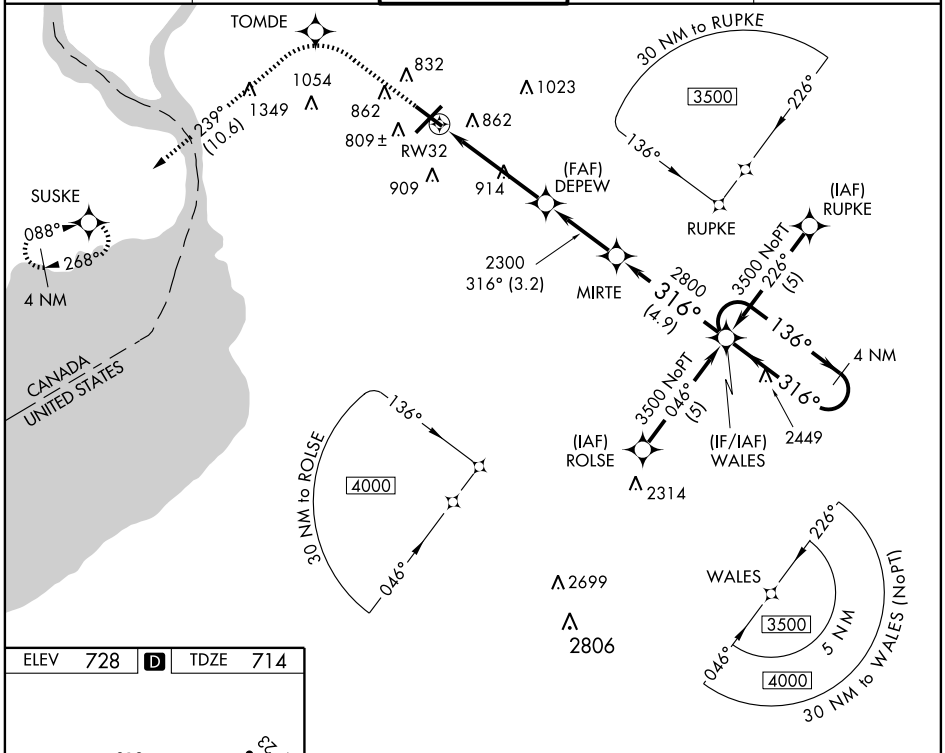 TOMDE
1054
832
862
1349
809±
862
1023
RW32
909
914
239°
(10.6)
SUSKE
088°
268°
4 NM
CANADA
UNITED STATES
30 NM to RUPKE
3500
226°
136°
RUPKE
(FAF)
DEPEW
2300
316° (3.2)
MIRTE
2800
316°
(4.9)
(IAF)
RUPKE
3500 NoPT
226°
(5)
136°
4 NM
316°
2449
(IF/IAF)
WALES
3500 NoPT
046°
(5)
(IAF)
ROLSE
2314
30 NM to ROLSE
136°
4000
046°
2699
2806
WALES
226°
3500
5 NM
046°
4000
30 NM to WALES (NoPT)
ELEV 728 D TDZE 714
23